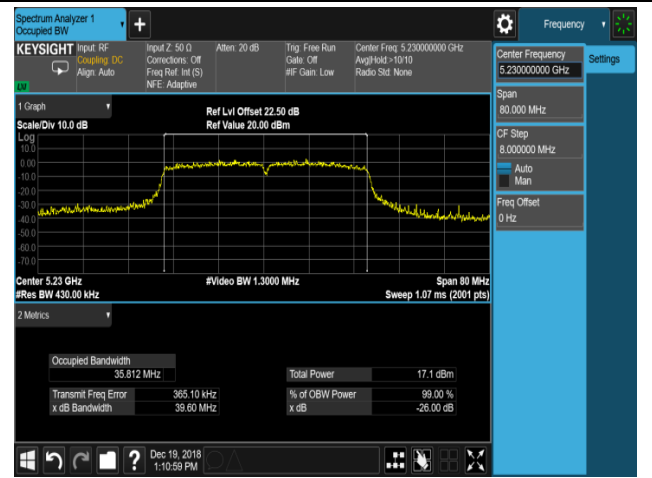 Spectrum Analyzer 1
Occupied BW
Frequency
KEYSIGHT
Input: RF
Coupling: DC
Align: Auto
Input Z: 50 Ω
Corrections: Off
Freq Ref: Int (S)
NFE: Adaptive
Atten: 20 dB
Trig: Free Run
Gate: Off
#IF Gain: Low
Center Freq: 5.230000000 GHz
Avg|Hold:>10/10
Radio Std: None
Center Frequency
5.230000000 GHz
Settings
Span
80.000 MHz
CF Step
8.000000 MHz
Auto
Man
Freq Offset
0 Hz
1 Graph
Ref Lvl Offset 22.50 dB
Scale/Div 10.0 dB
Ref Value 20.00 dBm
Log
10.0
0.00
-10.0
-20.0
-30.0
-40.0
-50.0
-60.0
-70.0
Center 5.23 GHz
#Video BW 1.3000 MHz
Span 80 MHz
#Res BW 430.00 kHz
Sweep 1.07 ms (2001 pts)
2 Metrics
Occupied Bandwidth
35.812 MHz
Total Power
17.1 dBm
Transmit Freq Error
365.10 kHz
% of OBW Power
99.00 %
x dB Bandwidth
39.60 MHz
x dB
-26.00 dB
?
Dec 19, 2018
1:10:59 PM